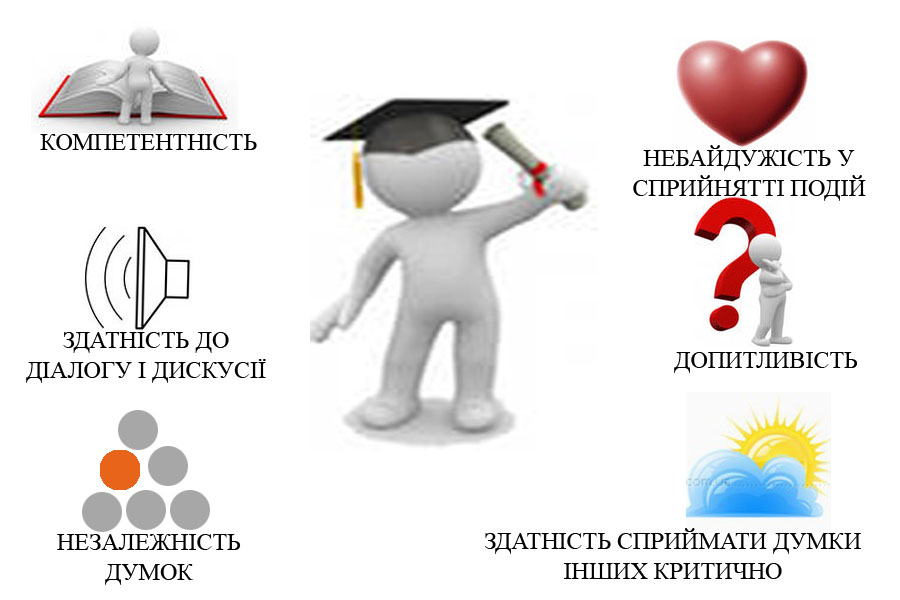 КОМПЕТЕНТНІСТЬ
НЕБАЙДУЖІСТЬ У
СПРИЙНЯТТІ ПОДІЙ
ЗДАТНІСТЬ ДО
ДІАЛОГУ І ДИСКУСІЇ
ДОПИТЛИВІСТЬ
НЕЗАЛЕЖНІСТЬ
ДУМОК
ЗДАТНІСТЬ СПРИЙМАТИ ДУМКИ
ІНШИХ КРИТИЧНО